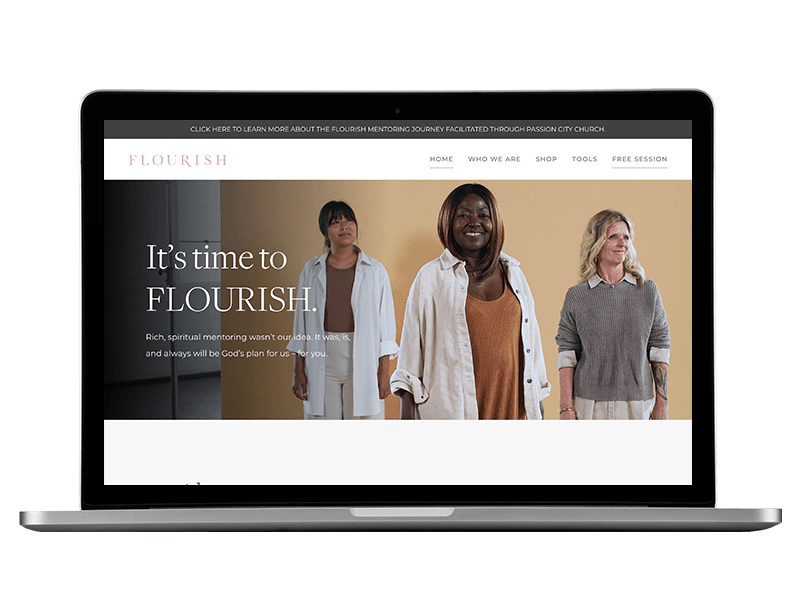 CLICK HERE TO LEARN MORE ABOUT THE FLOURISH MENTORING JOURNEY FACILITATED THROUGH PASSION CITY CHURCH.
FLOURISH
HOME WHO WE ARE SHOP TOOLS FREE SESSION
It's time to
FLOURISH.
Rich, spiritual mentoring wasn't our idea. It was, is,
and always will be God's plan for us – for you.